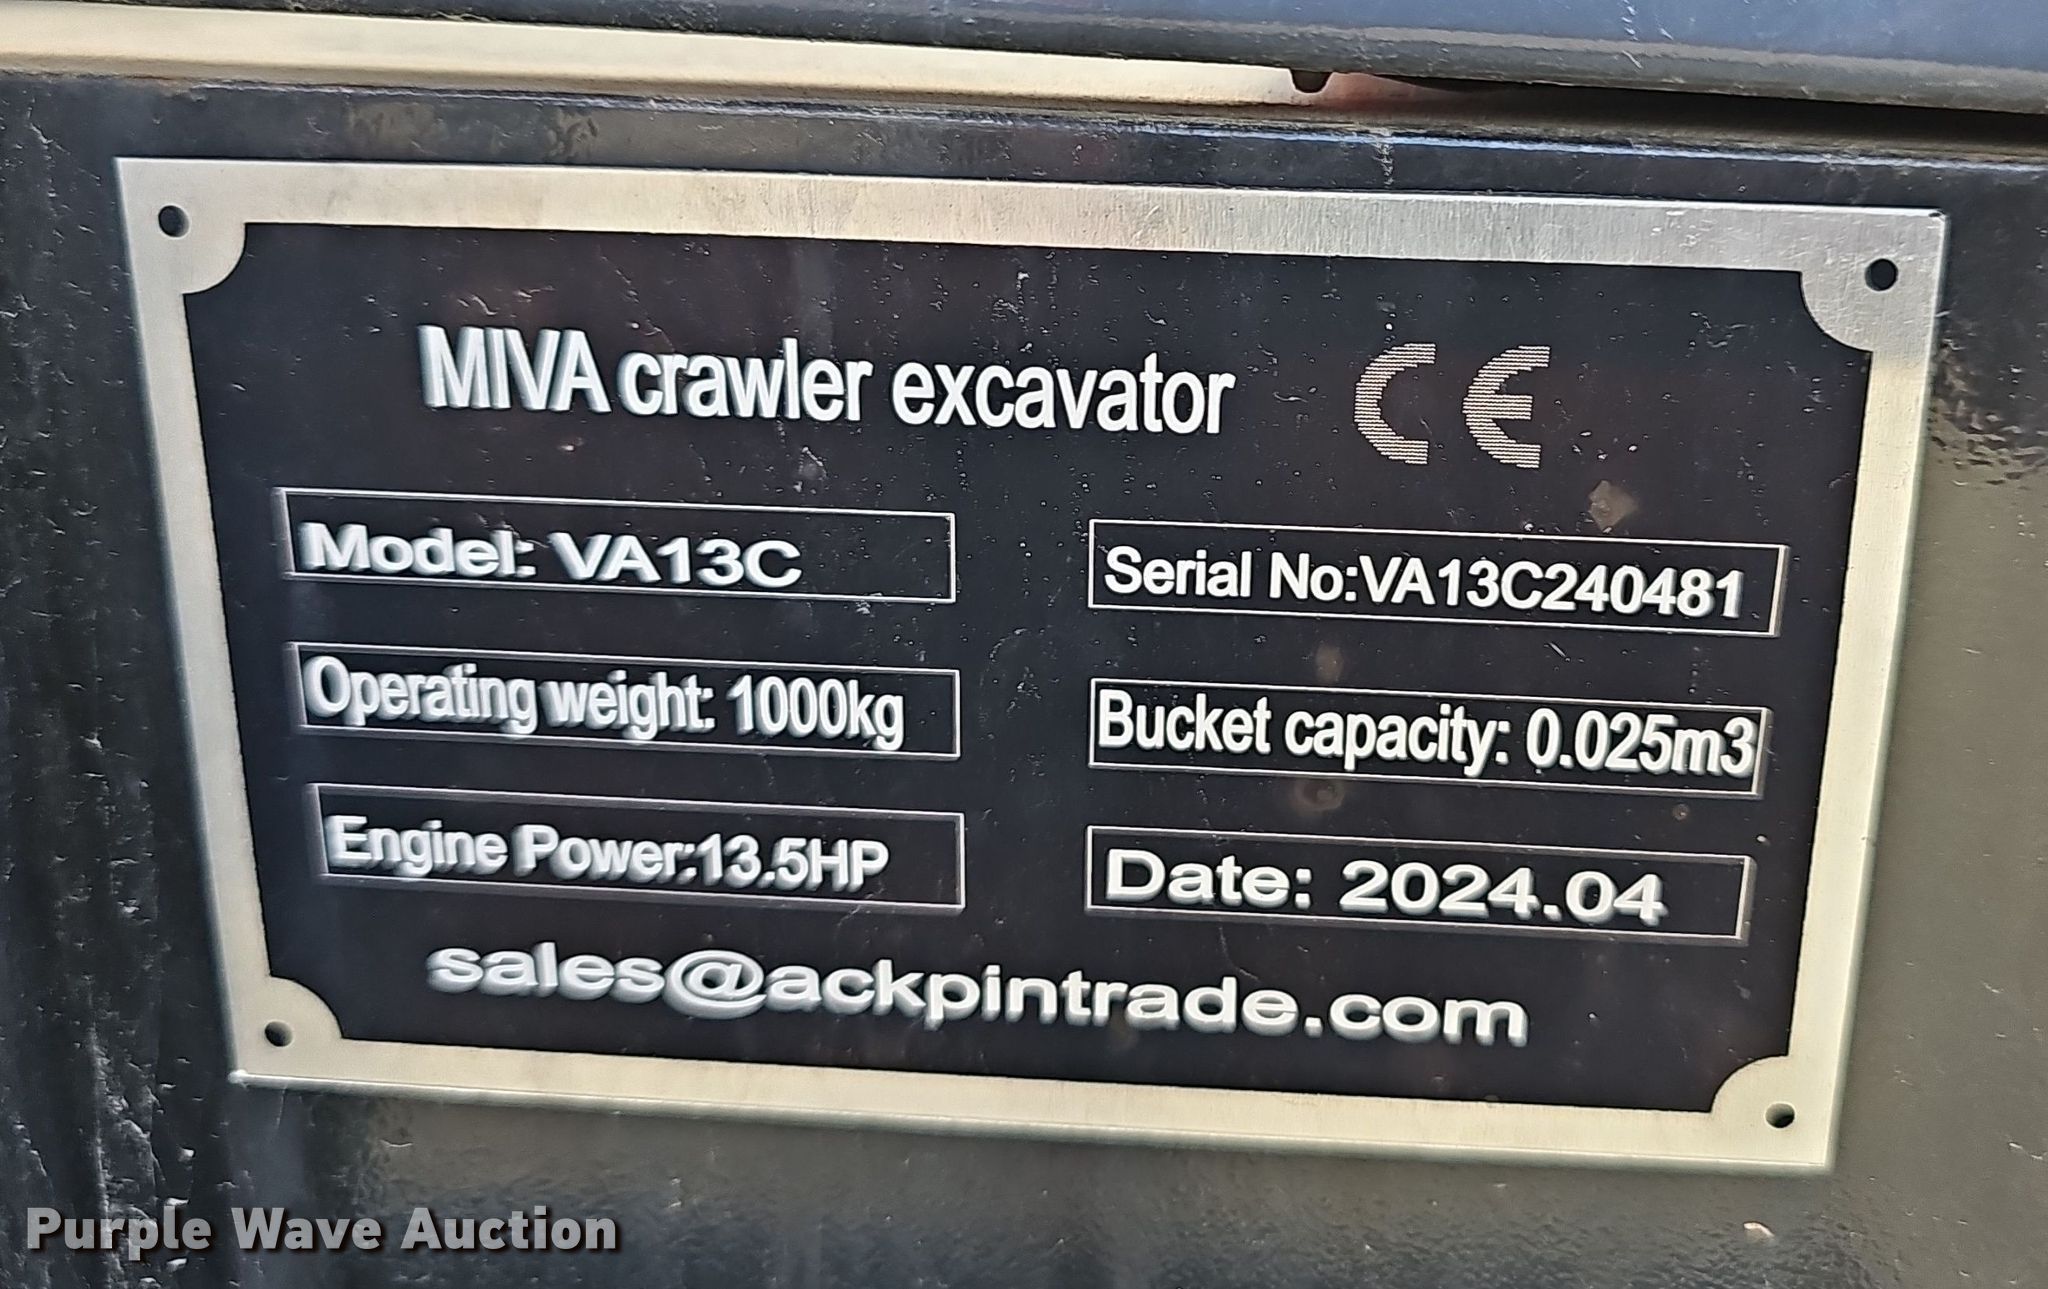 MIVA crawler excavator CE
Model: VA13C
Serial No:VA13C240481
Operating weight: 1000kg
Bucket capacity: 0.025m3
Engine Power:13.5HP
Date: 2024.04
sales@ackpintrade.com
Purple Wave Auction